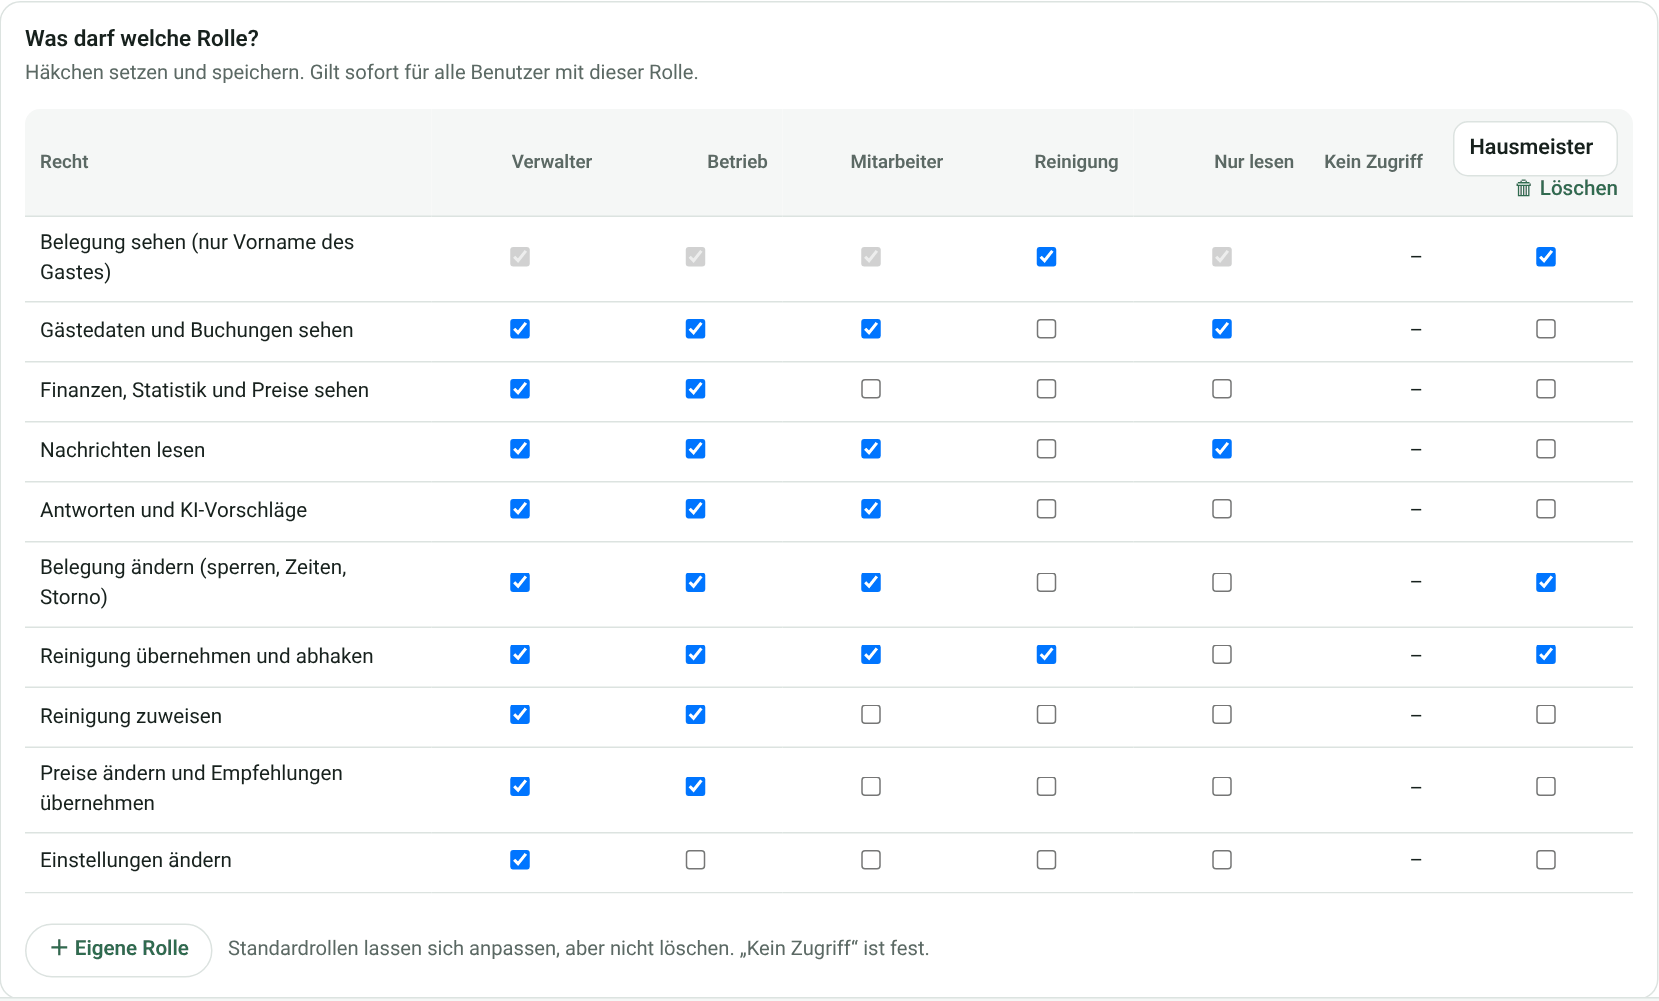 Was darf welche Rolle?
Häkchen setzen und speichern. Gilt sofort für alle Benutzer mit dieser Rolle.
Recht Verwalter Betrieb Mitarbeiter Reinigung Nur lesen Kein Zugriff Hausmeister
Löschen
Belegung sehen (nur Vorname des
Gastes) –
Gästedaten und Buchungen sehen –
Finanzen, Statistik und Preise sehen –
Nachrichten lesen –
Antworten und KI-Vorschläge –
Belegung ändern (sperren, Zeiten,
Storno) –
Reinigung übernehmen und abhaken –
Reinigung zuweisen –
Preise ändern und Empfehlungen
übernehmen –
Einstellungen ändern –
+ Eigene Rolle Standardrollen lassen sich anpassen, aber nicht löschen. „Kein Zugriff“ ist fest.